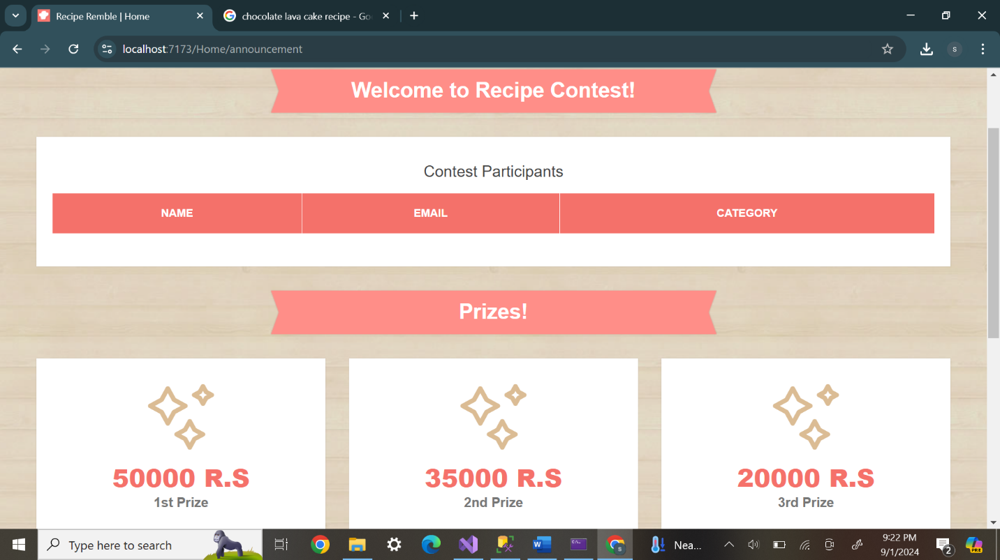 Recipe Remble | Home
chocolate lava cake recipe - Go
localhost:7173/Home/announcement
s
Welcome to Recipe Contest!
Contest Participants
NAME EMAIL CATEGORY
Prizes!
50000 R.S 35000 R.S 20000 R.S
1st Prize 2nd Prize 3rd Prize
Type here to search
Nea...
9:22 PM
9/1/2024
2
PRE